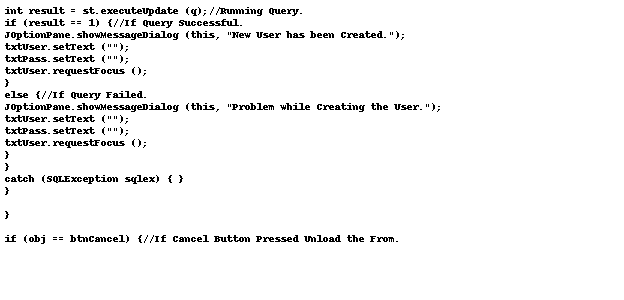 int result = st.executeUpdate (q);//Running Query.
if (result == 1) {//If Query Successful.
JOptionPane.showMessageDialog (this, "New User has been Created.");
txtUser.setText ("");
txtPass.setText ("");
txtUser.requestFocus ();
}
else {//If Query Failed.
JOptionPane.showMessageDialog (this, "Problem while Creating the User.");
txtUser.setText ("");
txtPass.setText ("");
txtUser.requestFocus ();
}
}
catch (SQLException sqlex) { }
}
}
if (obj == btnCancel) {//If Cancel Button Pressed Unload the From.